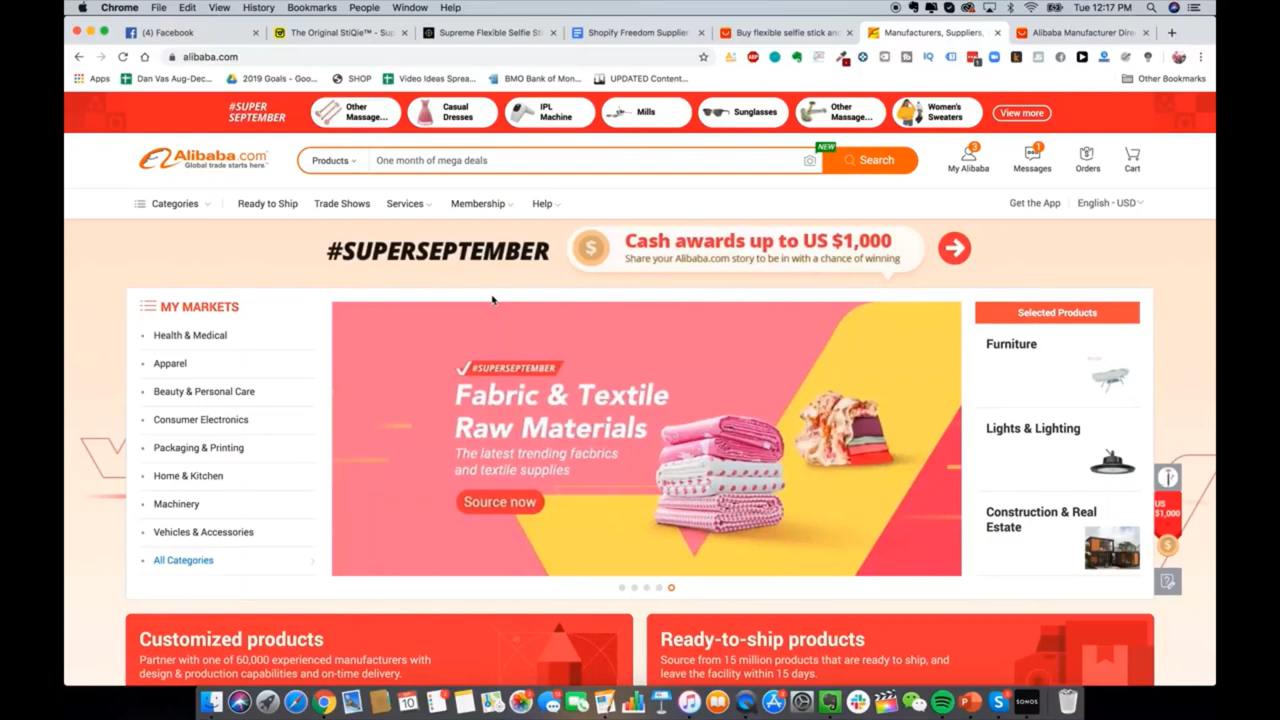 Chrome File Edit View History Bookmarks People Window Help Tue 12:17 PM
(4) Facebook The Original StiQie™ - Sup Supreme Flexible Selfie St Shopify Freedom Supplier Buy flexible selfie stick and Manufacturers, Suppliers, Alibaba Manufacturer Dire
alibaba.com
Apps Dan Vas Aug-Dec... 2019 Goals - Goo... SHOP Video Ideas Sprea... BMO Bank of Mon... UPDATED Content... Other Bookmarks
#SUPER
SEPTEMBER
Other
Massage...
Casual
Dresses
IPL
Machine
Mills
Sunglasses
Other
Massage...
Women's
Sweaters
View more
Alibaba.com
Global trade starts here.™
Products
One month of mega deals
NEW
Search
3
My Alibaba
1
Messages
Orders
Cart
Categories Ready to Ship Trade Shows Services Membership Help Get the App English - USD
#SUPERSEPTEMBER
Cash awards up to US $1,000
Share your Alibaba.com story to be in with a chance of winning
MY MARKETS
Health & Medical
Apparel
Beauty & Personal Care
Consumer Electronics
Packaging & Printing
Home & Kitchen
Machinery
Vehicles & Accessories
All Categories
#SUPERSEPTEMBER
Fabric & Textile
Raw Materials
The latest trending facbrics
and textile supplies
Source now
Selected Products
Furniture
Lights & Lighting
Construction & Real
Estate
US
$1,000
Customized products
Partner with one of 60,000 experienced manufacturers with
design & production capabilities and on-time delivery.
Ready-to-ship products
Source from 15 million products that are ready to ship, and
leave the facility within 15 days.
10
SONOS